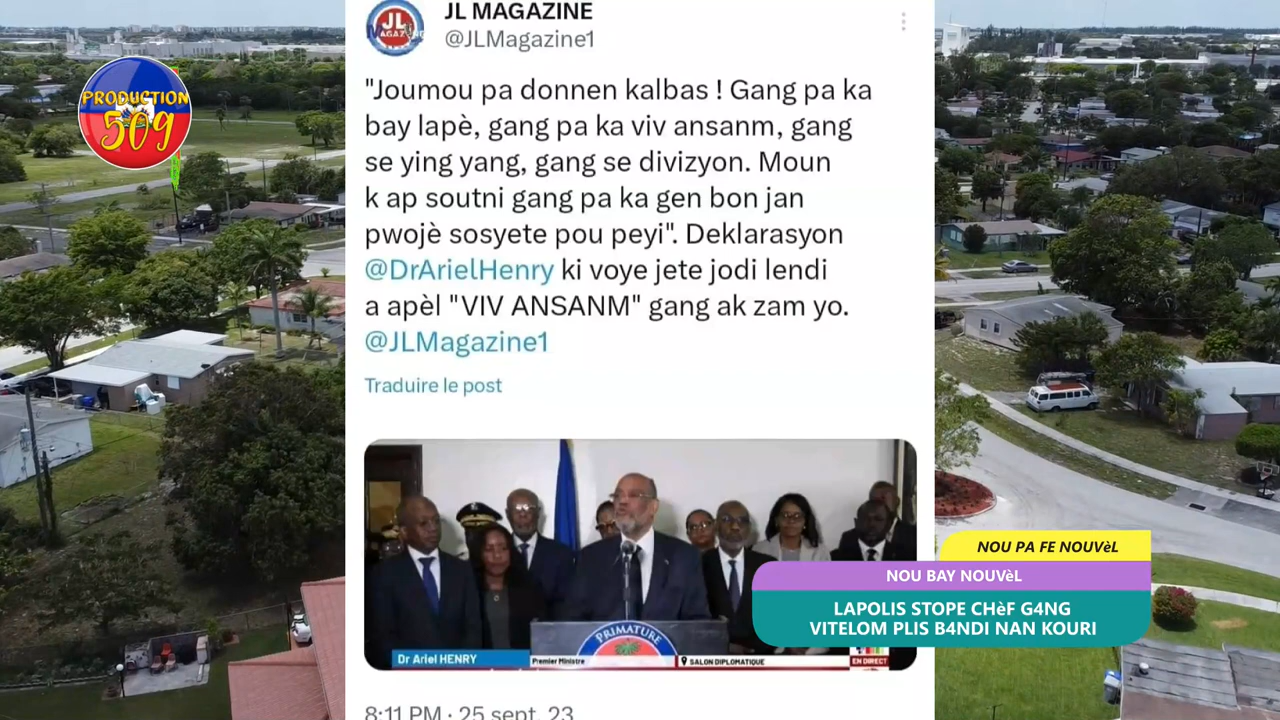 JL MAGAZINE
@JLMagazine1
"Joumou pa donnen kalbas ! Gang pa ka
bay lapè, gang pa ka viv ansanm, gang
se ying yang, gang se divizyon. Moun
k ap soutni gang pa ka gen bon jan
pwojè sosyete pou peyi". Deklarasyon
@DrArielHenry ki voye jete jodi lendi
a apèl "VIV ANSANM" gang ak zam yo.
@JLMagazine1
Traduire le post
PRIMATURE
Dr Ariel HENRY
Premier Ministre
SALON DIPLOMATIQUE
EN DIRECT
8:11 PM · 25 sept. 23
PRODUCTION
509
NOU PA FE NOUVèL
NOU BAY NOUVèL
LAPOLIS STOPE CHèF G4NG
VITELOM PLIS B4NDI NAN KOURI